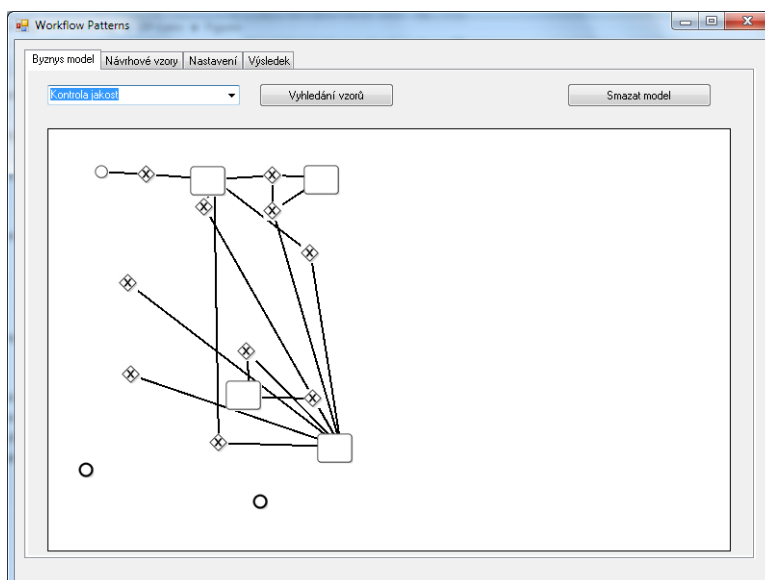 Workflow Patterns
Byznys model Návrhové vzory Nastavení Výsledek
Kontrola jakost Vyhledání vzorů Smazat model
X X
X
X X
X
X
X
X
X
X